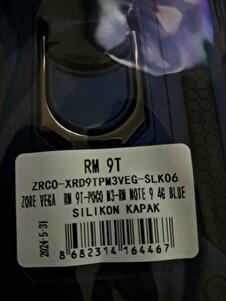 RM 9T
ZRCO-XRD9TPM3VEG-SLK06
ZORE VEGA RM 9T-POCO M3-RM NOTE 9 4G BLUE
SILIKON KAPAK
2024-5-31
8 682314 164467